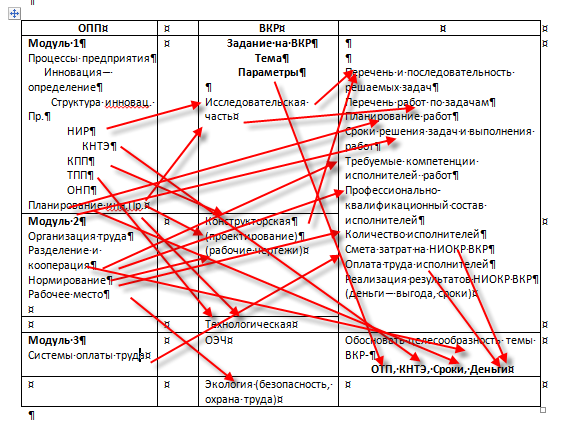 ОПП
ВКР
Модуль 1
Процессы предприятия
Инновация –
определение
Структура инновац.
Пр.
НИР
КНТЭ
КПП
ТПП
ОНП
Планирование инн.Пр.
Задание на ВКР
Тема
Параметры
Исследовательская
часть
Перечень и последовательность
решаемых задач
Перечень работ по задачам
Планирование работ
Сроки решения задач и выполнения
работ
Требуемые компетенции
исполнителей работ
Профессионально-
квалификационный состав
исполнителей
Количество исполнителей
Смета затрат на НИОКР ВКР
Оплата труда исполнителей
Реализация результатов НИОКР ВКР
(деньги – выгода, сроки)
Модуль 2
Организация труда
Разделение и
кооперация
Нормирование
Рабочее место
Конструкторская
(проектирование)
(рабочие чертежи)
Технологическая
Модуль 3
Системы оплаты труда
ОЭЧ
Обосновать целесообразность темы
ВКР
ОТП, КНТЭ, Сроки, Деньги
Экология (безопасность,
охрана труда)